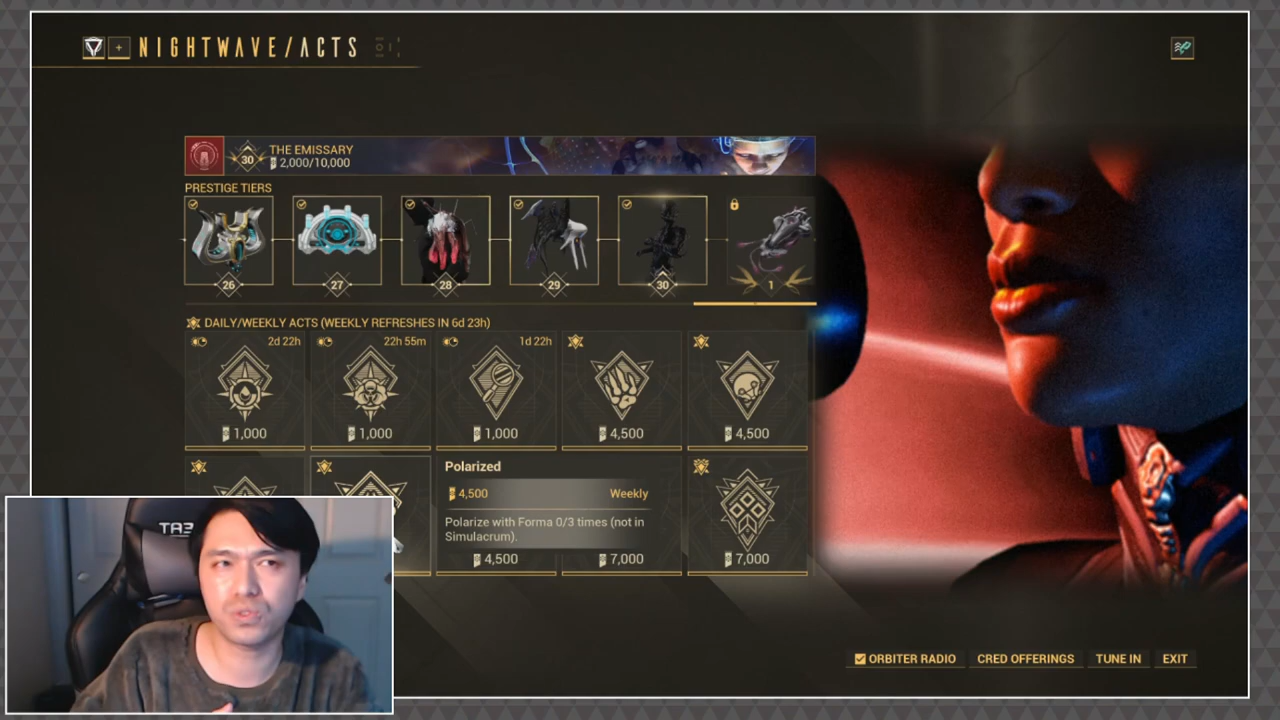 NIGHTWAVE/ACTS
30
THE EMISSARY
2,000/10,000
PRESTIGE TIERS
26
27
28
29
30
1
DAILY/WEEKLY ACTS (WEEKLY REFRESHES IN 6d 23h)
2d 22h
22h 55m
1d 22h
1,000
1,000
1,000
4,500
4,500
Polarized
4,500
Weekly
Polarize with Forma 0/3 times (not in
Simulacrum).
4,500
7,000
7,000
ORBITER RADIO
CRED OFFERINGS
TUNE IN
EXIT